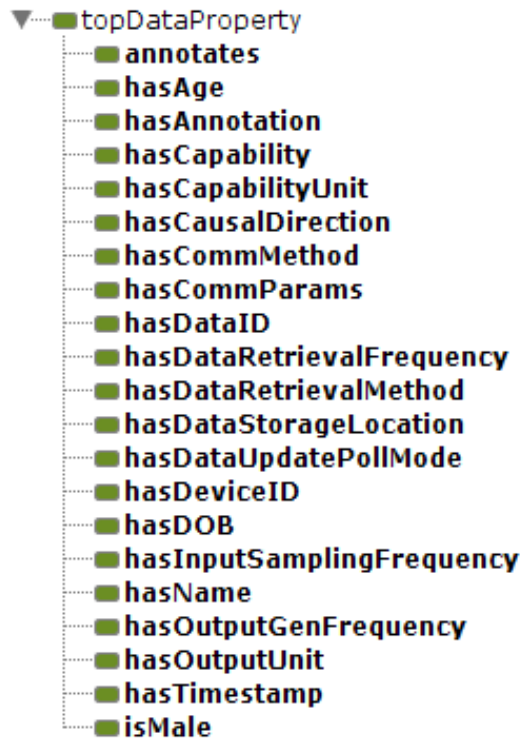 topDataProperty
annotates
hasAge
hasAnnotation
hasCapability
hasCapabilityUnit
hasCausalDirection
hasCommMethod
hasCommParams
hasDataID
hasDataRetrievalFrequency
hasDataRetrievalMethod
hasDataStorageLocation
hasDataUpdatePollMode
hasDeviceID
hasDOB
hasInputSamplingFrequency
hasName
hasOutputGenFrequency
hasOutputUnit
hasTimestamp
isMale